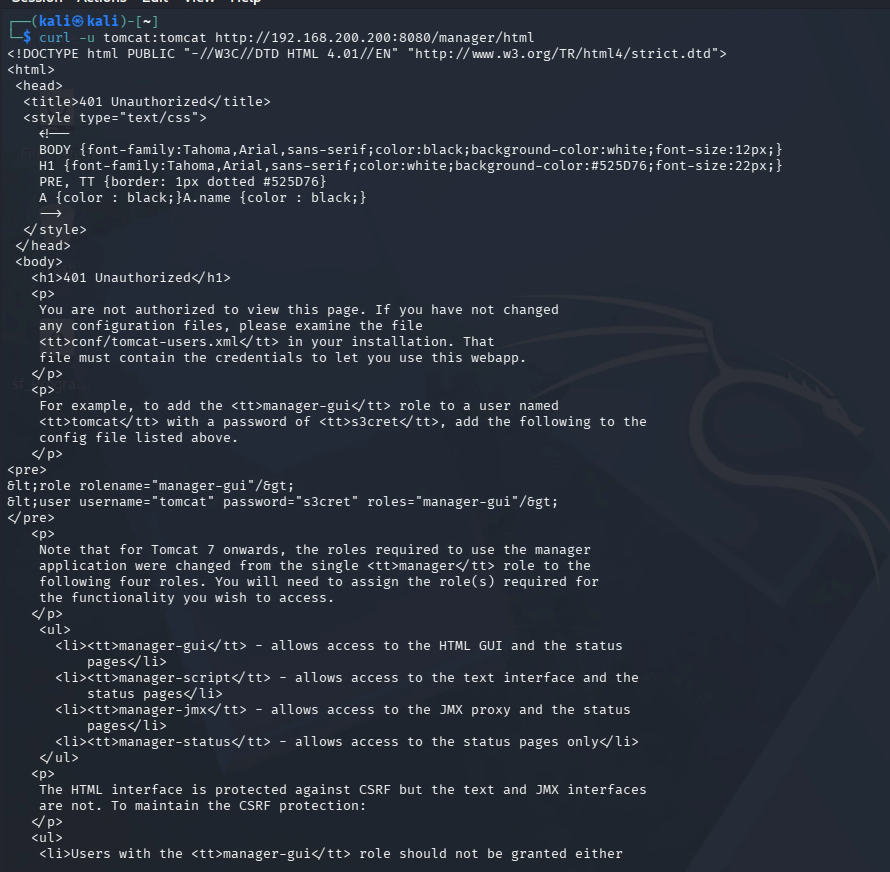 Session Actions Edit View Help
┌──(kali㉿kali)-[~]
└─$ curl -u tomcat:tomcat http://192.168.200.200:8080/manager/html
<!DOCTYPE html PUBLIC "-//W3C//DTD HTML 4.01//EN" "http://www.w3.org/TR/html4/strict.dtd">
<html>
 <head>
  <title>401 Unauthorized</title>
  <style type="text/css">
    <!--
    BODY {font-family:Tahoma,Arial,sans-serif;color:black;background-color:white;font-size:12px;}
    H1 {font-family:Tahoma,Arial,sans-serif;color:white;background-color:#525D76;font-size:22px;}
    PRE, TT {border: 1px dotted #525D76}
    A {color : black;}A.name {color : black;}
    -->
  </style>
 </head>
 <body>
   <h1>401 Unauthorized</h1>
   <p>
    You are not authorized to view this page. If you have not changed
    any configuration files, please examine the file
    <tt>conf/tomcat-users.xml</tt> in your installation. That
    file must contain the credentials to let you use this webapp.
   </p>
   <p>
    For example, to add the <tt>manager-gui</tt> role to a user named
    <tt>tomcat</tt> with a password of <tt>s3cret</tt>, add the following to the
    config file listed above.
   </p>
<pre>
&lt;role rolename="manager-gui"/&gt;
&lt;user username="tomcat" password="s3cret" roles="manager-gui"/&gt;
</pre>
   <p>
    Note that for Tomcat 7 onwards, the roles required to use the manager
    application were changed from the single <tt>manager</tt> role to the
    following four roles. You will need to assign the role(s) required for
    the functionality you wish to access.
   </p>
    <ul>
      <li><tt>manager-gui</tt> - allows access to the HTML GUI and the status
          pages</li>
      <li><tt>manager-script</tt> - allows access to the text interface and the
          status pages</li>
      <li><tt>manager-jmx</tt> - allows access to the JMX proxy and the status
          pages</li>
      <li><tt>manager-status</tt> - allows access to the status pages only</li>
    </ul>
   <p>
    The HTML interface is protected against CSRF but the text and JMX interfaces
    are not. To maintain the CSRF protection:
   </p>
   <ul>
    <li>Users with the <tt>manager-gui</tt> role should not be granted either